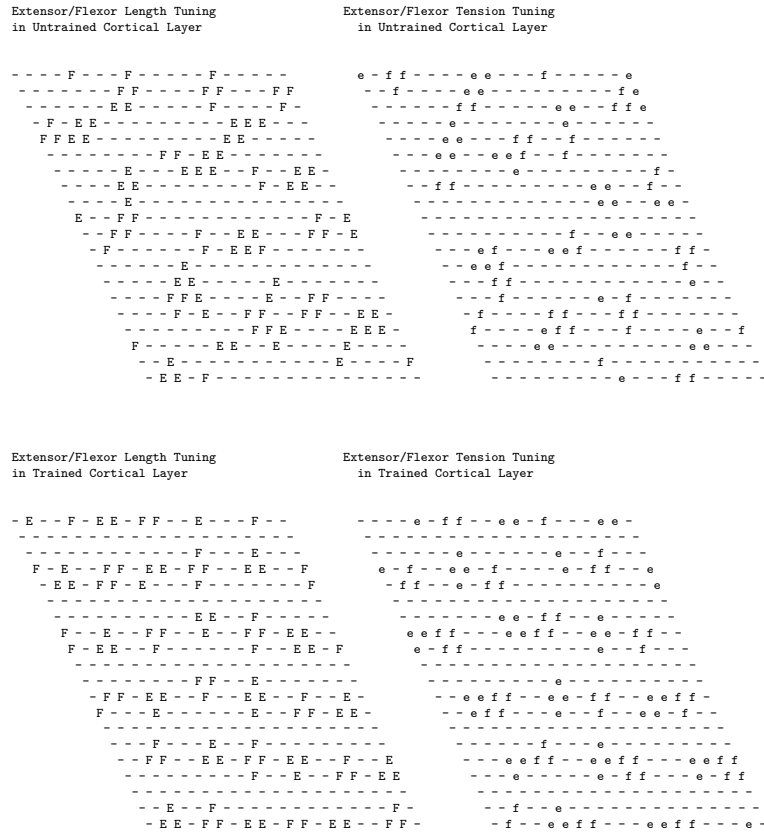 Extensor/Flexor Length Tuning
in Untrained Cortical Layer
- - - - F - - - F - - - - - F - - - - -
- - - - - - - F F - - - - F F - - - F F
- - - - - - E E - - - - - F - - - - F -
- F - E E - - - - - - - - - E E E - - -
F F E E - - - - - - - - - E E - - - - -
- - - - - - - - F F - E E - - - - - - -
- - - - - E - - - E E E - - F - - E E -
- - - - E E - - - - - - - - F - E E - -
- - - - E - - - - - - - - - - - - - - -
E - - F F - - - - - - - - - - - - F - E
- - F F - - - - F - - E E - - - F F - E
- F - - - - - - F - E E F - - - - - - -
- - - - - - E - - - - - - - - - - - - -
- - - - - E E - - - - - E - - - - - - -
- - - - F F E - - - - E - - F F - - - -
- - - - F - E - - F F - - F F - - E E -
- - - - - - - - - F F E - - - - E E E -
F - - - - - E E - - E - - - - E - - - -
- - E - - - - - - - - - - - E - - - - F
- E E - F - - - - - - - - - - - - - - -
Extensor/Flexor Tension Tuning
in Untrained Cortical Layer
e - f f - - - - e e - - - f - - - - - e
- - f - - - - e e - - - - - - - - - f e
- - - - - - f f - - - - - e e - - f f e
- - - - - e - - - - - - - e - - - - - -
- - - - e e - - - f f - - f - - - - - -
- - - e e - - e e f - - f - - - - - - -
- - - - - - - - e - - - - - - - - - f -
- - f f - - - - - - - - - e e - - f - -
- - - - - - - - - - - - - e e - - e e -
- - - - - - - - - - - - - - - - - - - -
- - - - - - - - - - f - - e e - - - - -
- - - e f - - - e e f - - - - - - f f -
- - e e f - - - - - - - - - - - - f - -
- - - f f - - - - - - - - - - - - e - -
- - - f - - - - - - e - f - - - - - - -
- f - - - - f f - - - f f - - - - - - -
f - - - - e f f - - - f - - - - e - - f
- - - - e e - - - - - - - - - e e - - -
- - - - - - - - f - - - - - - - - - - -
- - - - - - - - - e - - - f f - - - - -
Extensor/Flexor Length Tuning
in Trained Cortical Layer
- E - - F - E E - F F - - E - - - F - -
- - - - - - - - - - - - - - - - - - - -
- - - - - - - - - - - - F - - - E - - -
F - E - - F F - E E - F F - - E E - - F
- E E - F F - E - - - F - - - - - - - F
- - - - - - - - - - - - - - - - - - - -
- - - - - - - - - - E E - - F - - - - -
F - - E - - F F - - E - - F F - E E - -
F - E E - - F - - - - - - F - - E E - F
- - - - - - - - - - - - - - - - - - - -
- - - - - - - - F F - - E - - - - - - -
- F F - E E - - F - - E E - - F - - E -
F - - - E - - - - - - E - - F F - E E -
- - - - - - - - - - - - - - - - - - - -
- - - F - - - E - - F - - - - - - - - -
- - F F - - E E - F F - E E - - F - - E
- - - - - - - - - F - - E - - F F - E E
- - - - - - - - - - - - - - - - - - - -
- - E - - F - - - - - - - - - - - - F -
- E E - F F - E E - F F - E E - - F F -
Extensor/Flexor Tension Tuning
in Trained Cortical Layer
- - - - e - f f - - e e - f - - - e e -
- - - - - - - - - - - - - - - - - - - -
- - - - - - e - - - - - - e - - f - - -
e - f - - e e - f - - - - e - f f - - e
- f f - - e - f f - - - - - - - - - - e
- - - - - - - - - - - - - - - - - - - -
- - - - - - - e e - f f - - e - - - - -
e e f f - - - e e f f - - e e - f f - -
e - f f - - - - - - - - - e - - f - - -
- - - - - - - - - - - - - - - - - - - -
- - - - - - - - - e - - - - - - - - - -
- - e e f f - - e e - f f - - e e f f -
- - e f f - - - e - - f - - e e - f - -
- - - - - - - - - - - - - - - - - - - -
- - - - - - f - - - e - - - - - - - - -
- - - e e f f - - e e f f - - - e e f f
- - - e - - - - - e - f f - - - e - f f
- - - - - - - - - - - - - - - - - - - -
- - f - - e - - - - - - - - - - - - - -
- f - - e e f f - - - e e f f - - - e -